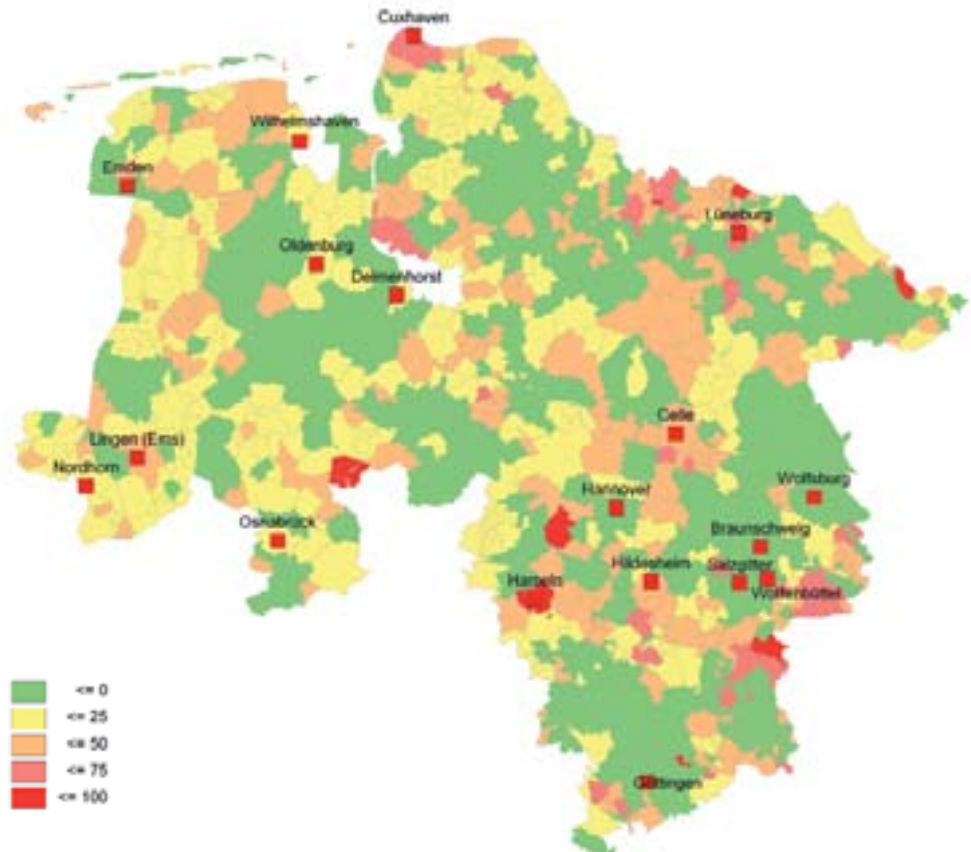 Cuxhaven
Wilhelmshaven
Emden
Lüneburg
Oldenburg
Delmenhorst
Celle
Lingen (Ems)
Nordhorn
Wolfsburg
Hannover
Osnabrück
Braunschweig
Hildesheim
Salzgitter
Hameln
Wolfenbüttel
Göttingen
<= 0
<= 25
<= 50
<= 75
<= 100